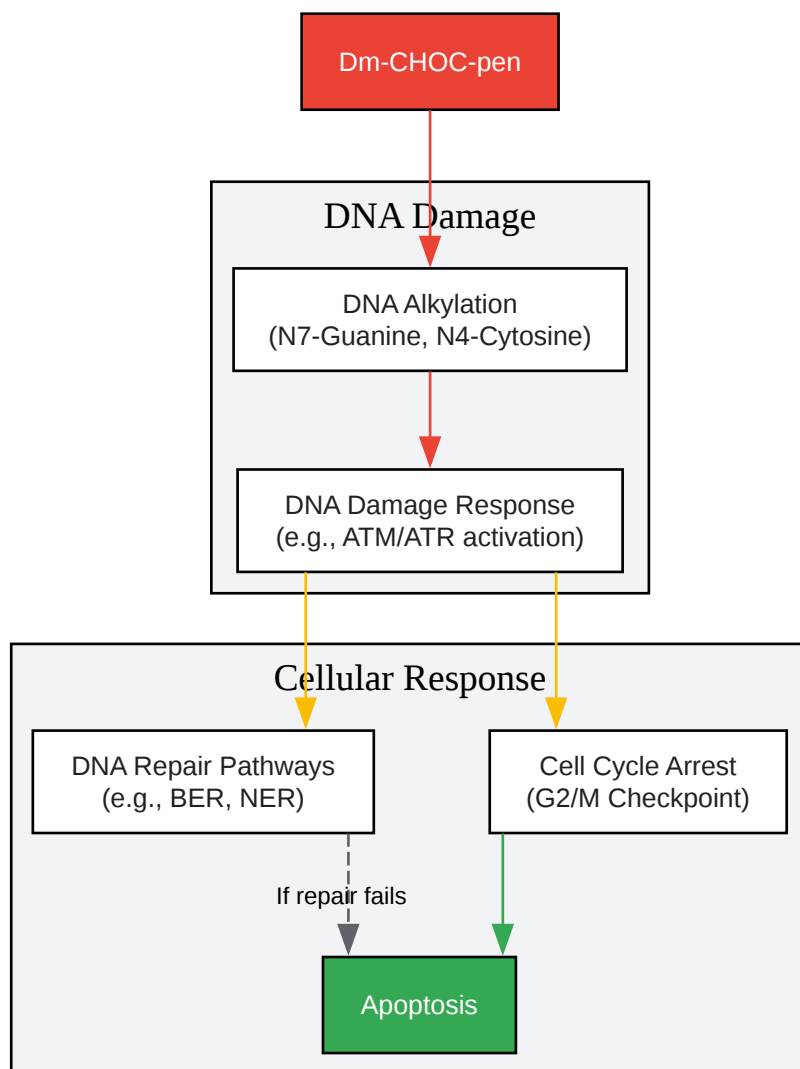 Dm-CHOC-pen
DNA Damage
DNA Alkylation
(N7-Guanine, N4-Cytosine)
DNA Damage Response
(e.g., ATM/ATR activation)
Cellular Response
DNA Repair Pathways
(e.g., BER, NER)
Cell Cycle Arrest
(G2/M Checkpoint)
If repair fails
Apoptosis